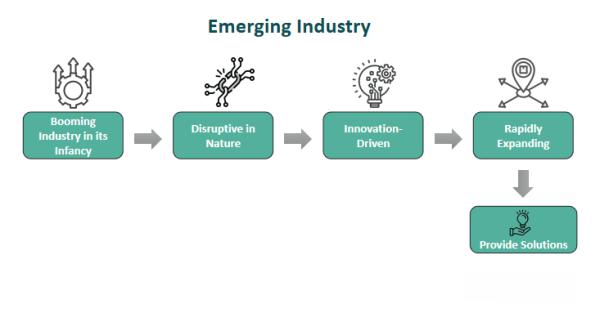 Emerging Industry
Booming
Industry in its
Infancy
Disruptive in
Nature
Innovation-
Driven
Rapidly
Expanding
Provide Solutions